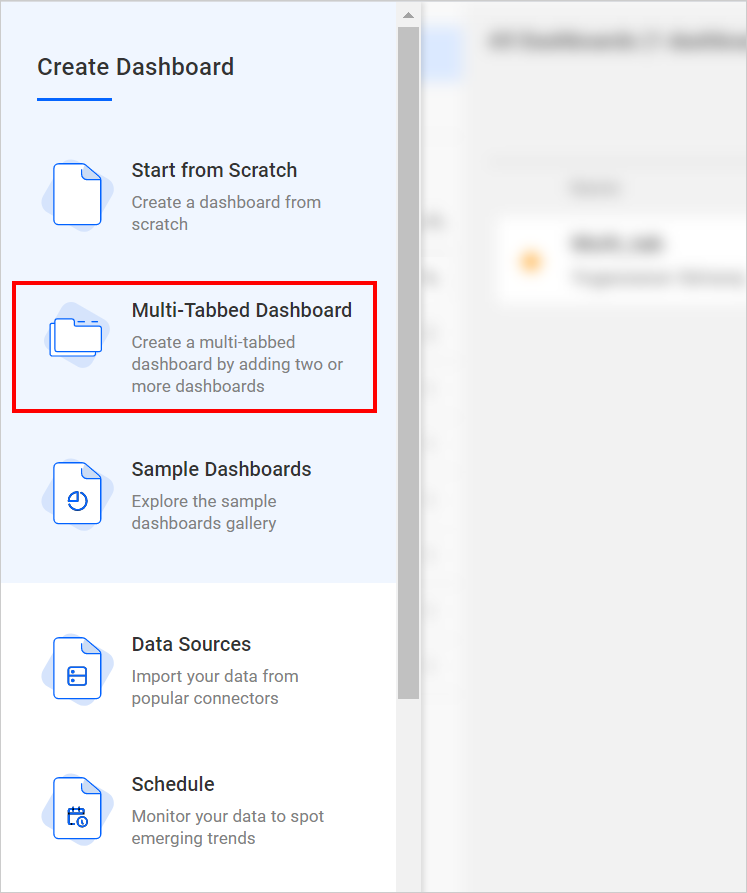 Create Dashboard
Start from Scratch
Create a dashboard from
scratch
Multi-Tabbed Dashboard
Create a multi-tabbed
dashboard by adding two or
more dashboards
Sample Dashboards
Explore the sample
dashboards gallery
Data Sources
Import your data from
popular connectors
Schedule
Monitor your data to spot
emerging trends